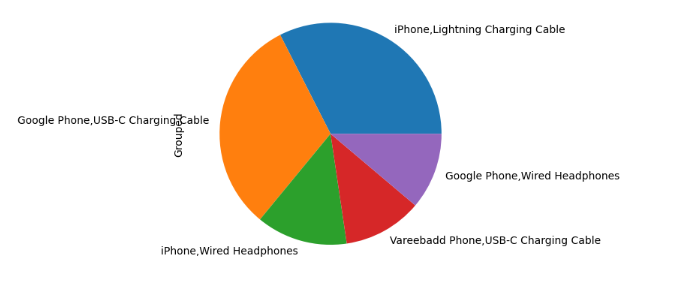 iPhone,Lightning Charging Cable
Google Phone,USB-C Charging Cable
Grouped
Google Phone,Wired Headphones
Vareebadd Phone,USB-C Charging Cable
iPhone,Wired Headphones